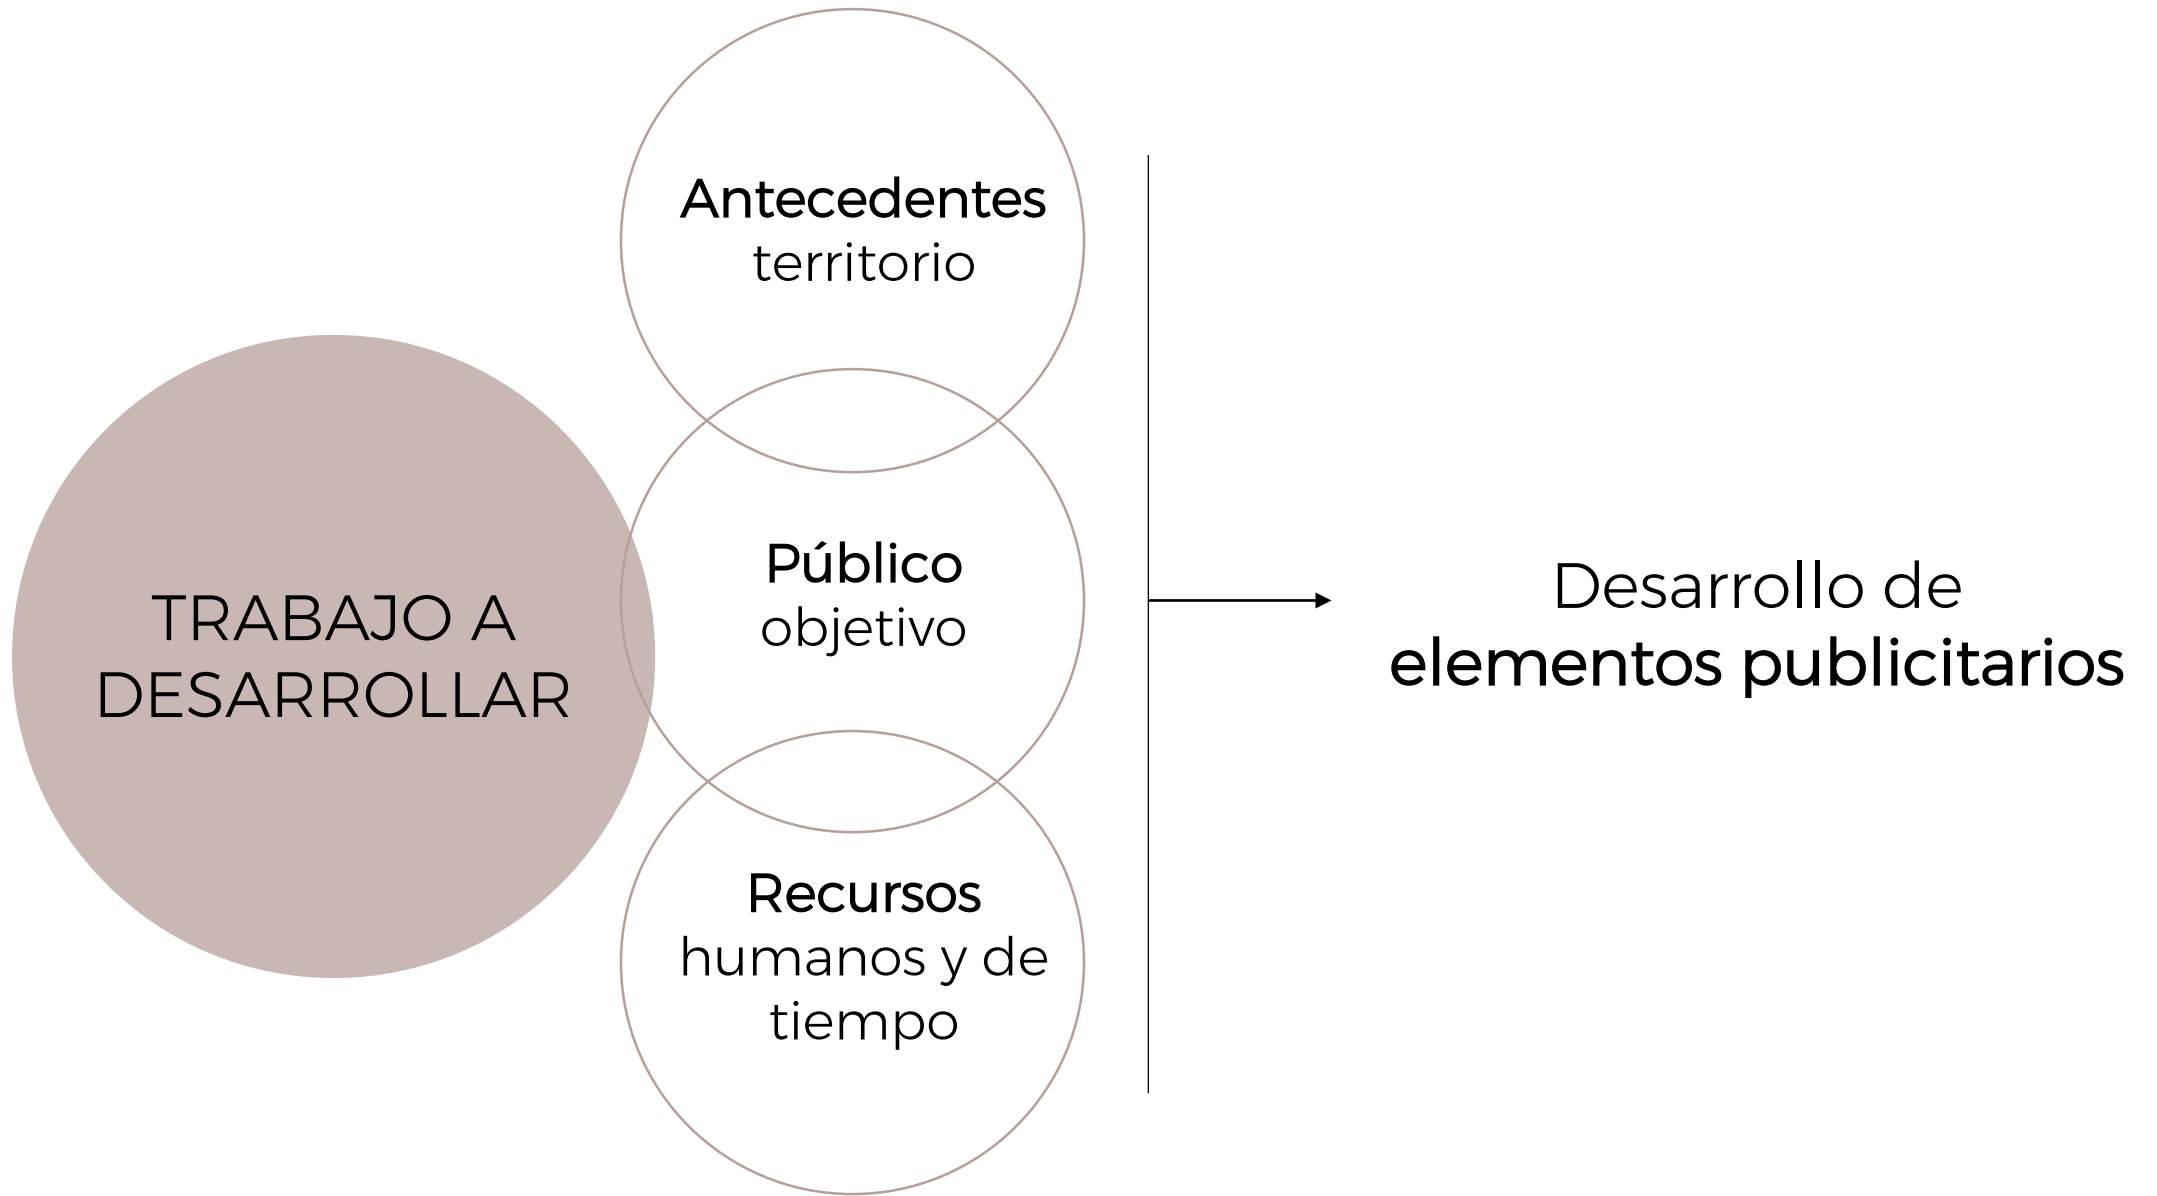 TRABAJO A
DESARROLLAR
Antecedentes
territorio
Público
objetivo
Recursos
humanos y de
tiempo
Desarrollo de
elementos publicitarios